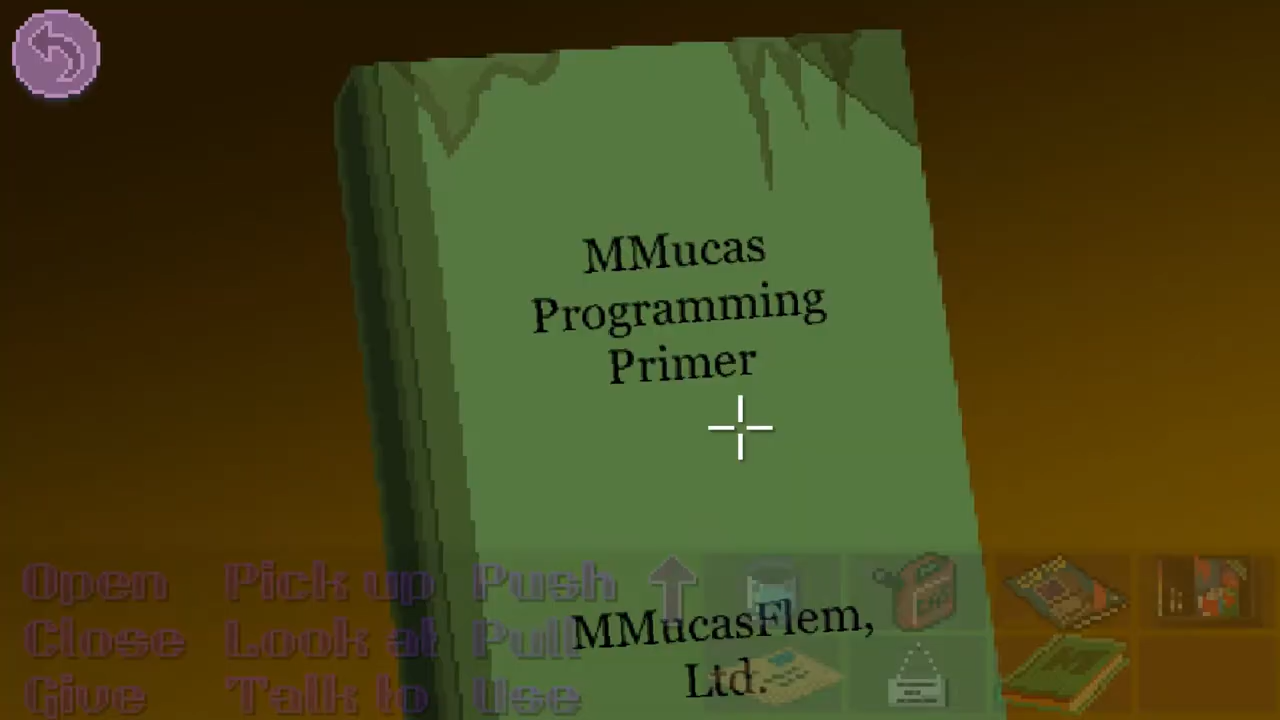 MMucas
Programming
Primer
MMucasFlem,
Ltd.
Open Pick up Push
Close Look at Pull
Give Talk to Use